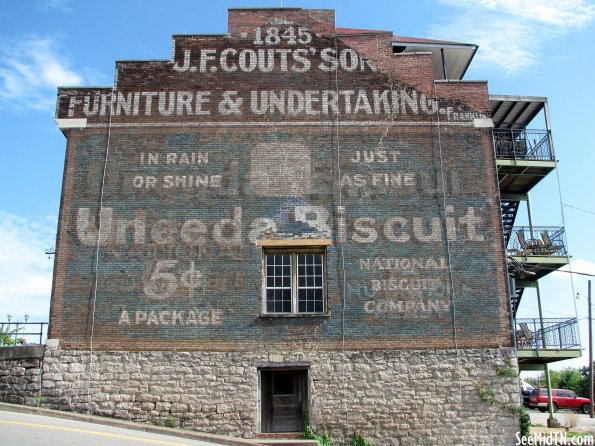 1845
J.F. COUTS' SON
FURNITURE & UNDERTAKING.
IN RAIN
OR SHINE
JUST
AS FINE
Uneeda Biscuit
5¢
A PACKAGE
NATIONAL
BISCUIT
COMPANY
SeeMidTN.com